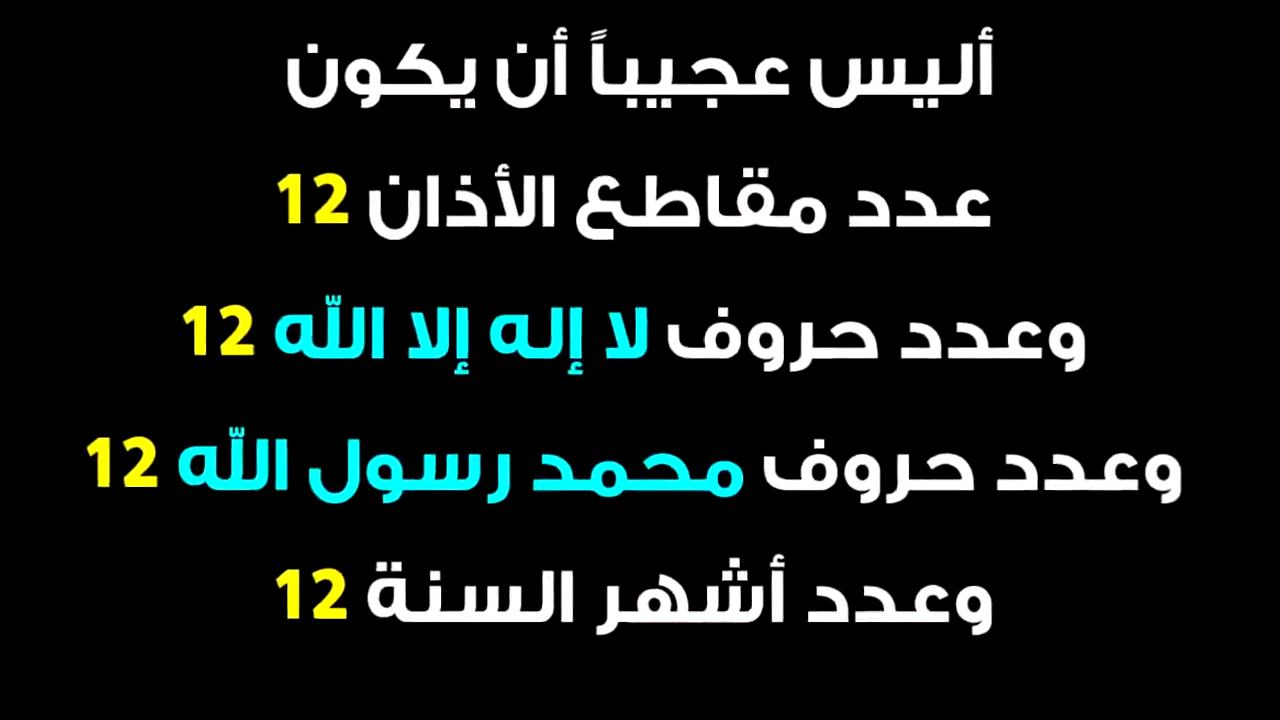 أليس عجيباً أن يكون
عدد مقاطع الأذان 12
وعدد حروف لا إله إلا الله 12
وعدد حروف محمد رسول الله 12
وعدد أشهر السنة 12